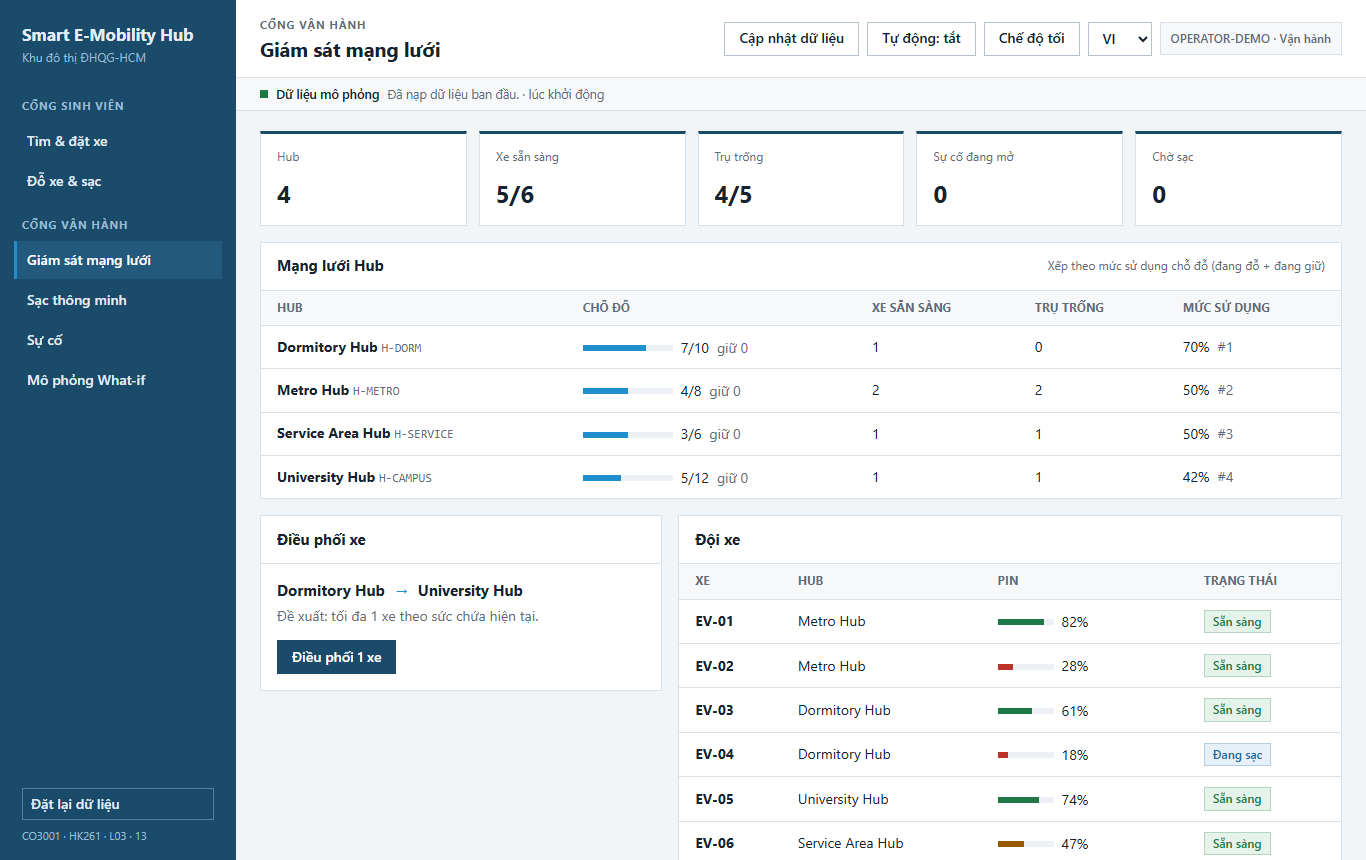 Smart E-Mobility Hub
Khu đô thị ĐHQG-HCM
CỔNG SINH VIÊN
Tìm & đặt xe
Đỗ xe & sạc
CỔNG VẬN HÀNH
Giám sát mạng lưới
Sạc thông minh
Sự cố
Mô phỏng What-if
Đặt lại dữ liệu
CO3001 · HK261 · L03 · 13
CỔNG VẬN HÀNH
Giám sát mạng lưới
Cập nhật dữ liệu
Tự động: tắt
Chế độ tối
VI
OPERATOR-DEMO · Vận hành
Dữ liệu mô phỏng Đã nạp dữ liệu ban đầu. · lúc khởi động
Hub
4
Xe sẵn sàng
5/6
Trụ trống
4/5
Sự cố đang mở
0
Chờ sạc
0
Mạng lưới Hub
Xếp theo mức sử dụng chỗ đỗ (đang đỗ + đang giữ)
HUB CHỖ ĐỖ XE SẴN SÀNG TRỤ TRỐNG MỨC SỬ DỤNG
Dormitory Hub H-DORM 7/10 giữ 0 1 0 70% #1
Metro Hub H-METRO 4/8 giữ 0 2 2 50% #2
Service Area Hub H-SERVICE 3/6 giữ 0 1 1 50% #3
University Hub H-CAMPUS 5/12 giữ 0 1 1 42% #4
Điều phối xe
Dormitory Hub → University Hub
Đề xuất: tối đa 1 xe theo sức chứa hiện tại.
Điều phối 1 xe
Đội xe
XE HUB PIN TRẠNG THÁI
EV-01 Metro Hub 82% Sẵn sàng
EV-02 Metro Hub 28% Sẵn sàng
EV-03 Dormitory Hub 61% Sẵn sàng
EV-04 Dormitory Hub 18% Đang sạc
EV-05 University Hub 74% Sẵn sàng
EV-06 Service Area Hub 47% Sẵn sàng